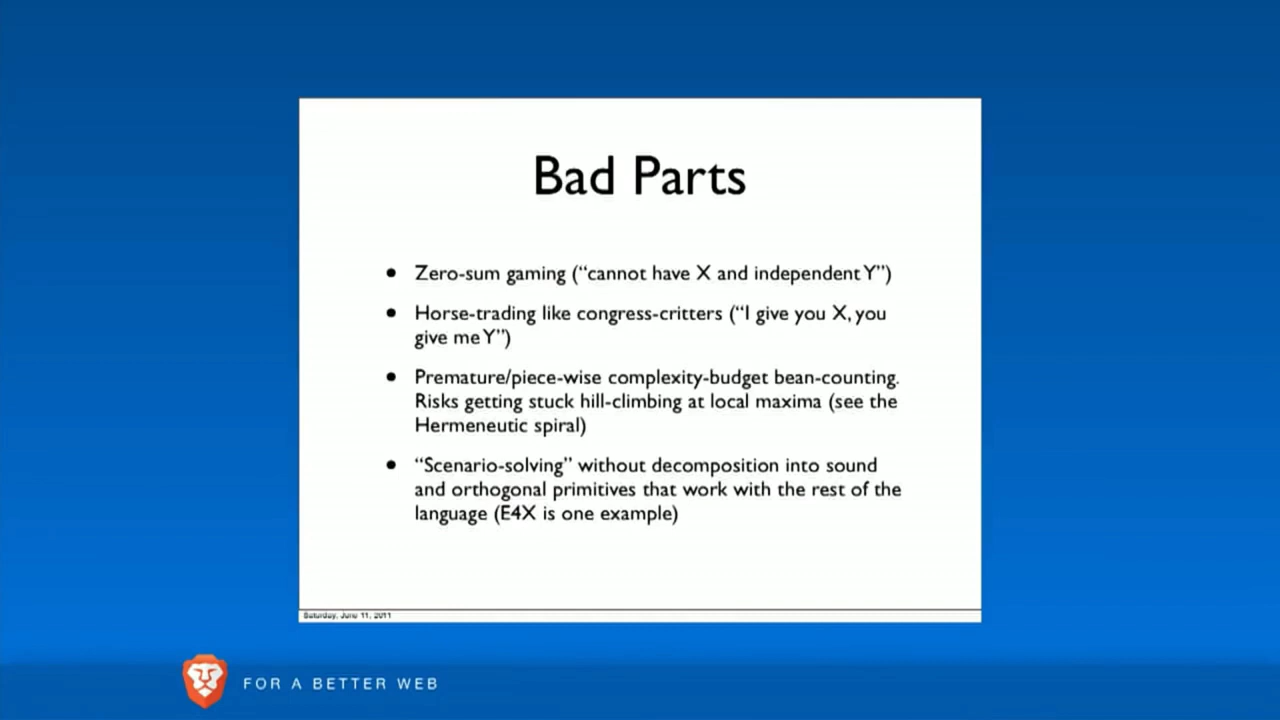 Bad Parts
• Zero-sum gaming (“cannot have X and independent Y”)
• Horse-trading like congress-critters (“I give you X, you
give me Y”)
• Premature/piece-wise complexity-budget bean-counting.
Risks getting stuck hill-climbing at local maxima (see the
Hermeneutic spiral)
• “Scenario-solving” without decomposition into sound
and orthogonal primitives that work with the rest of the
language (E4X is one example)
Saturday, June 11, 2011
FOR A BETTER WEB